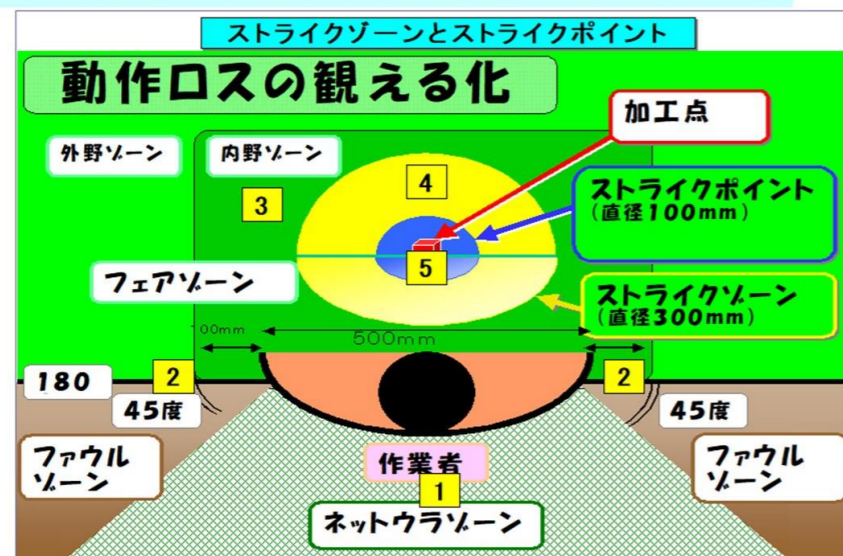 ストライクゾーンとストライクポイント
動作ロスの観える化
加工点
外野ゾーン
内野ゾーン
4
ストライクポイント
(直径100mm)
3
5
フェアゾーン
ストライクゾーン
(直径300mm)
100mm
500mm
180
2
2
45度
45度
ファウル
ゾーン
作業者
ファウル
ゾーン
1
ネットウラゾーン